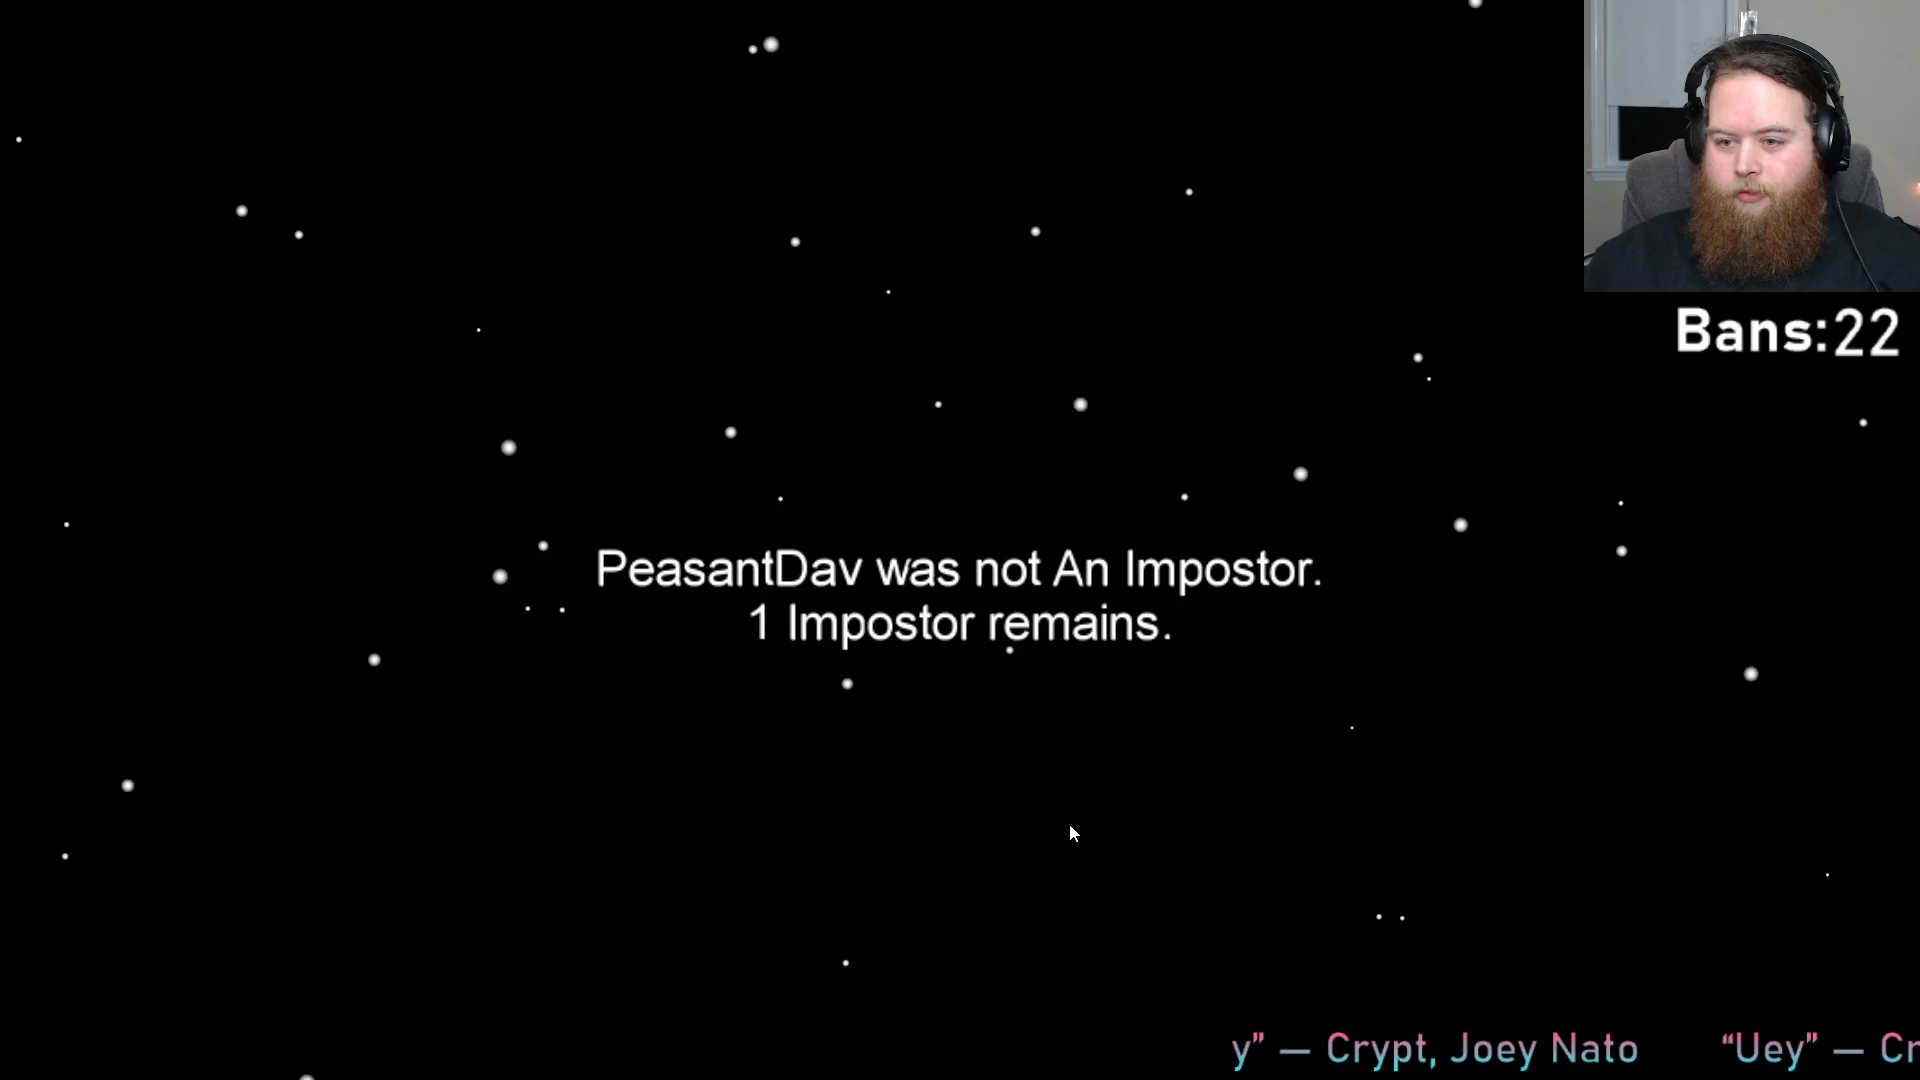 Bans:22
PeasantDav was not An Impostor.
1 Impostor remains.
y” — Crypt, Joey Nato “Uey” — Cr